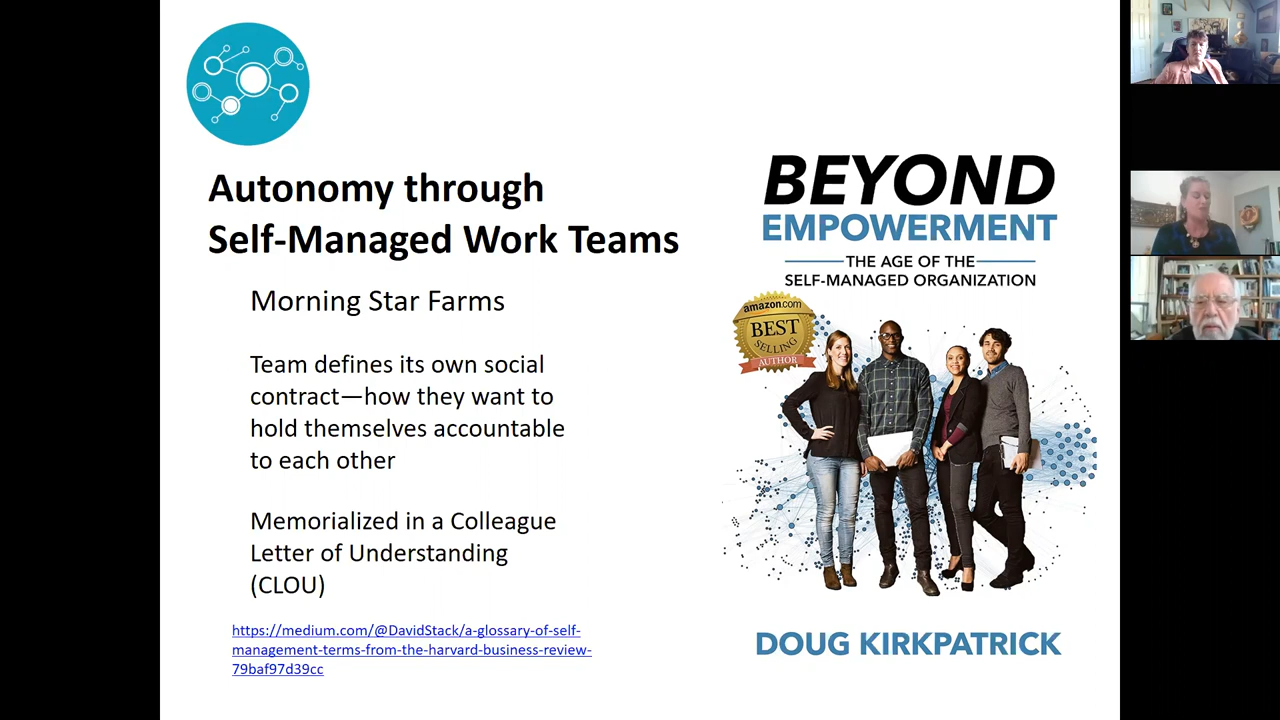 Autonomy through
Self-Managed Work Teams
Morning Star Farms
Team defines its own social
contract—how they want to
hold themselves accountable
to each other
Memorialized in a Colleague
Letter of Understanding
(CLOU)
https://medium.com/@DavidStack/a-glossary-of-self-
management-terms-from-the-harvard-business-review-
79baf97d39cc
BEYOND
EMPOWERMENT
THE AGE OF THE
SELF-MANAGED ORGANIZATION
amazon.com
BEST
SELLING
AUTHOR
DOUG KIRKPATRICK